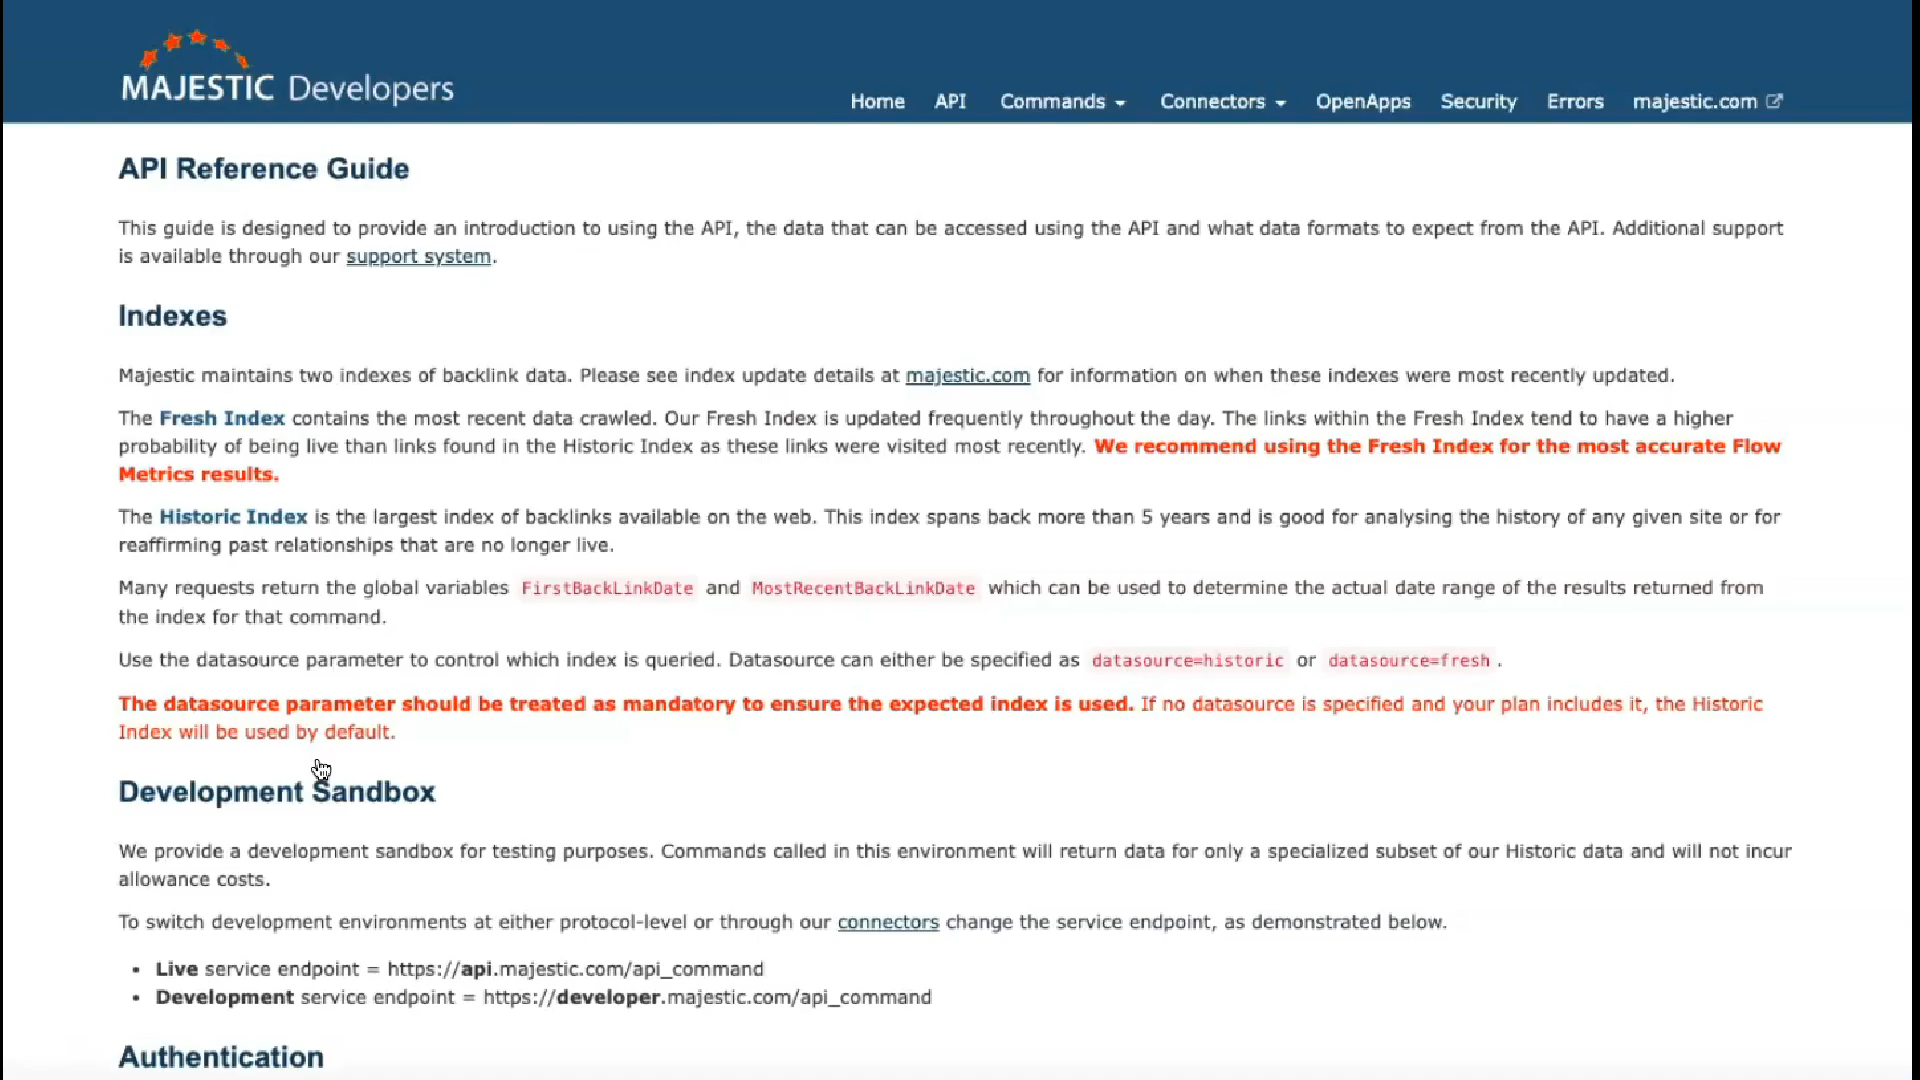 MAJESTIC Developers
Home API Commands Connectors OpenApps Security Errors majestic.com
API Reference Guide
This guide is designed to provide an introduction to using the API, the data that can be accessed using the API and what data formats to expect from the API. Additional support
is available through our support system.
Indexes
Majestic maintains two indexes of backlink data. Please see index update details at majestic.com for information on when these indexes were most recently updated.
The Fresh Index contains the most recent data crawled. Our Fresh Index is updated frequently throughout the day. The links within the Fresh Index tend to have a higher
probability of being live than links found in the Historic Index as these links were visited most recently. We recommend using the Fresh Index for the most accurate Flow
Metrics results.
The Historic Index is the largest index of backlinks available on the web. This index spans back more than 5 years and is good for analysing the history of any given site or for
reaffirming past relationships that are no longer live.
Many requests return the global variables FirstBackLinkDate and MostRecentBackLinkDate which can be used to determine the actual date range of the results returned from
the index for that command.
Use the datasource parameter to control which index is queried. Datasource can either be specified as datasource=historic or datasource=fresh .
The datasource parameter should be treated as mandatory to ensure the expected index is used. If no datasource is specified and your plan includes it, the Historic
Index will be used by default.
Development Sandbox
We provide a development sandbox for testing purposes. Commands called in this environment will return data for only a specialized subset of our Historic data and will not incur
allowance costs.
To switch development environments at either protocol-level or through our connectors change the service endpoint, as demonstrated below.
• Live service endpoint = https://api.majestic.com/api_command
• Development service endpoint = https://developer.majestic.com/api_command
Authentication